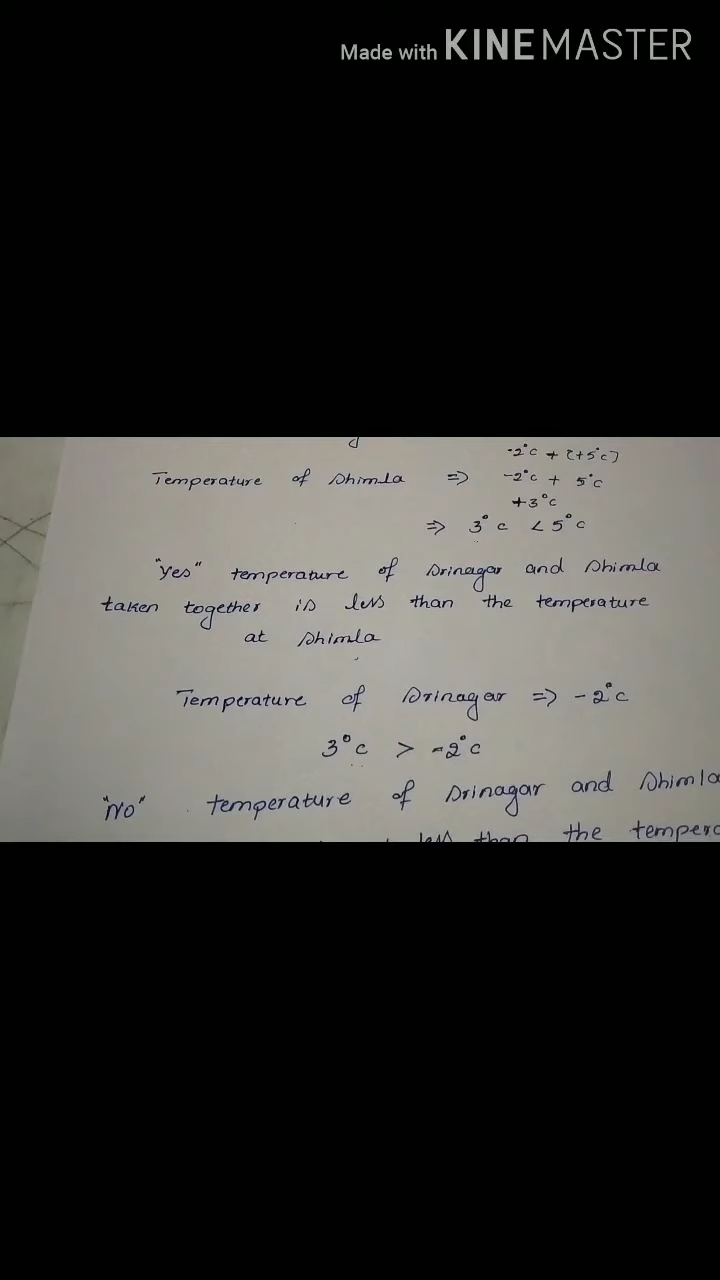 Made with KINEMASTER
-2°C + (+5°C)
Temperature of Shimla => -2°C + 5°C
+3°C
=> 3°C < 5°C
"Yes" temperature of Srinagar and Shimla
taken together is less than the temperature
at Shimla
Temperature of Srinagar => -2°C
3°C > -2°C
"No" temperature of Srinagar and Shimla
less than the